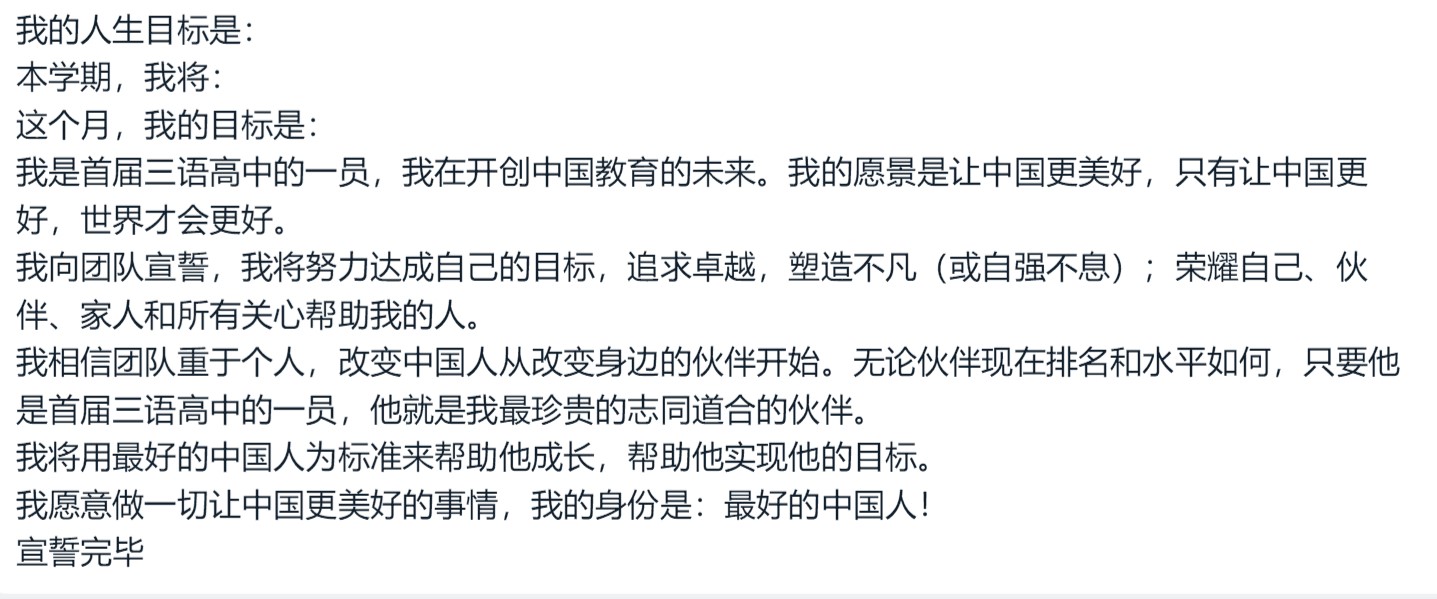 我的人生目标是：
本学期，我将：
这个月，我的目标是：
我是首届三语高中的一员，我在开创中国教育的未来。我的愿景是让中国更美好，只有让中国更
好，世界才会更好。
我向团队宣誓，我将努力达成自己的目标，追求卓越，塑造不凡（或自强不息）；荣耀自己、伙
伴、家人和所有关心帮助我的人。
我相信团队重于个人，改变中国人从改变身边的伙伴开始。无论伙伴现在排名和水平如何，只要他
是首届三语高中的一员，他就是我最珍贵的志同道合的伙伴。
我将用最好的中国人为标准来帮助他成长，帮助他实现他的目标。
我愿意做一切让中国更美好的事情，我的身份是：最好的中国人！
宣誓完毕